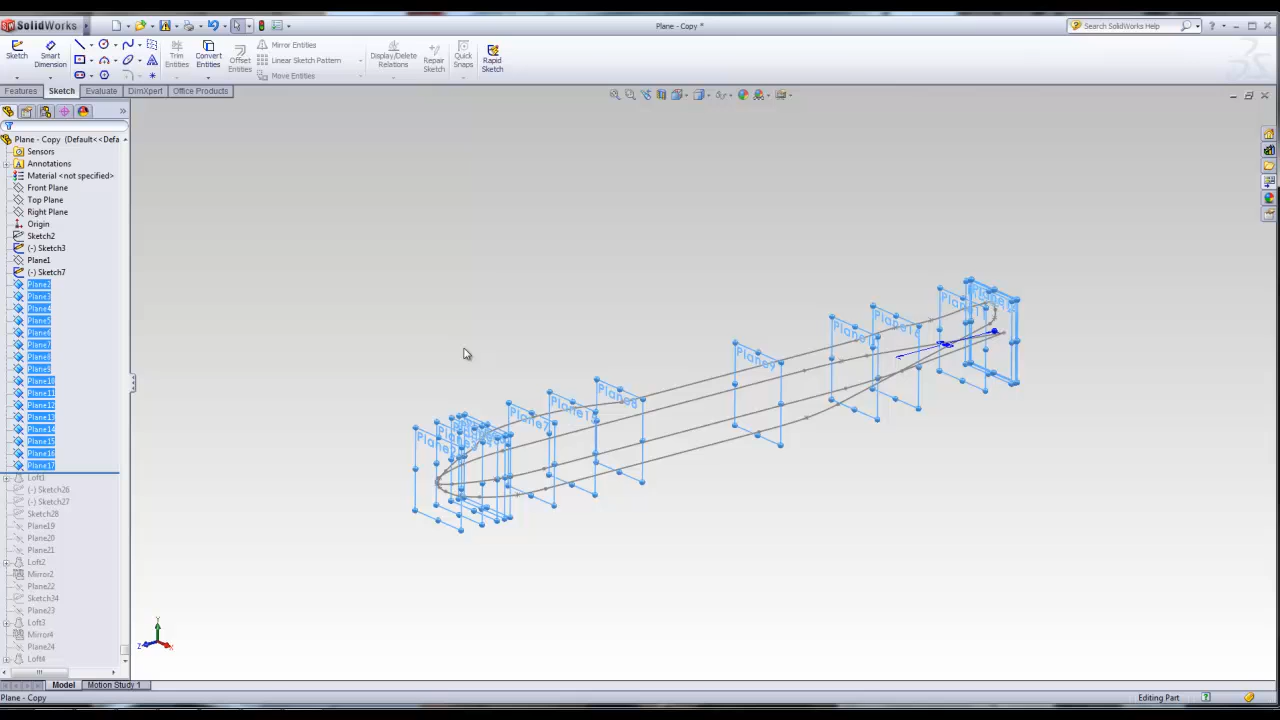 SolidWorks
Plane - Copy *
Search SolidWorks Help
Sketch
Smart Dimension
Trim Entities
Convert Entities
Offset Entities
Mirror Entities
Linear Sketch Pattern
Move Entities
Display/Delete Relations
Repair Sketch
Quick Snaps
Rapid Sketch
Features
Sketch
Evaluate
DimXpert
Office Products
Plane - Copy (Default<<Defa
Sensors
Annotations
Material <not specified>
Front Plane
Top Plane
Right Plane
Origin
Sketch2
(-) Sketch3
Plane1
(-) Sketch7
Plane2
Plane3
Plane4
Plane5
Plane6
Plane7
Plane8
Plane9
Plane10
Plane11
Plane12
Plane13
Plane14
Plane15
Plane16
Plane17
Loft1
(-) Sketch26
(-) Sketch27
Sketch28
Plane19
Plane20
Plane21
Loft2
Mirror2
Plane22
Sketch34
Plane23
Loft3
Mirror4
Plane24
Loft4
Plane9
Plane8
Plane7
Y
Z
X
Model
Motion Study 1
Plane - Copy
Editing Part